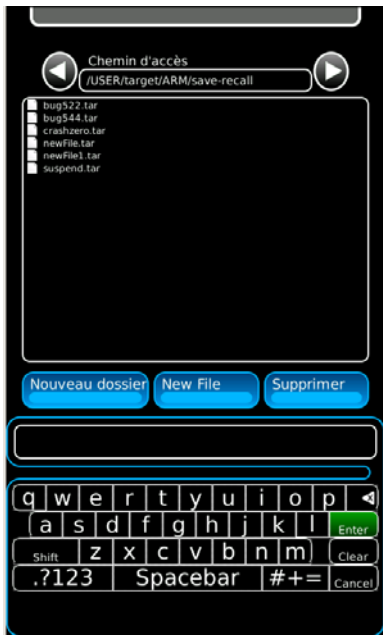 Chemin d'accès
/USER/target/ARM/save-recall
bug522.tar
bug544.tar
crashzero.tar
newFile.tar
newFile1.tar
suspend.tar
Nouveau dossier New File Supprimer
q w e r t y u i o p
a s d f g h j k l Enter
Shift z x c v b n m Clear
.?123 Spacebar #+= Cancel